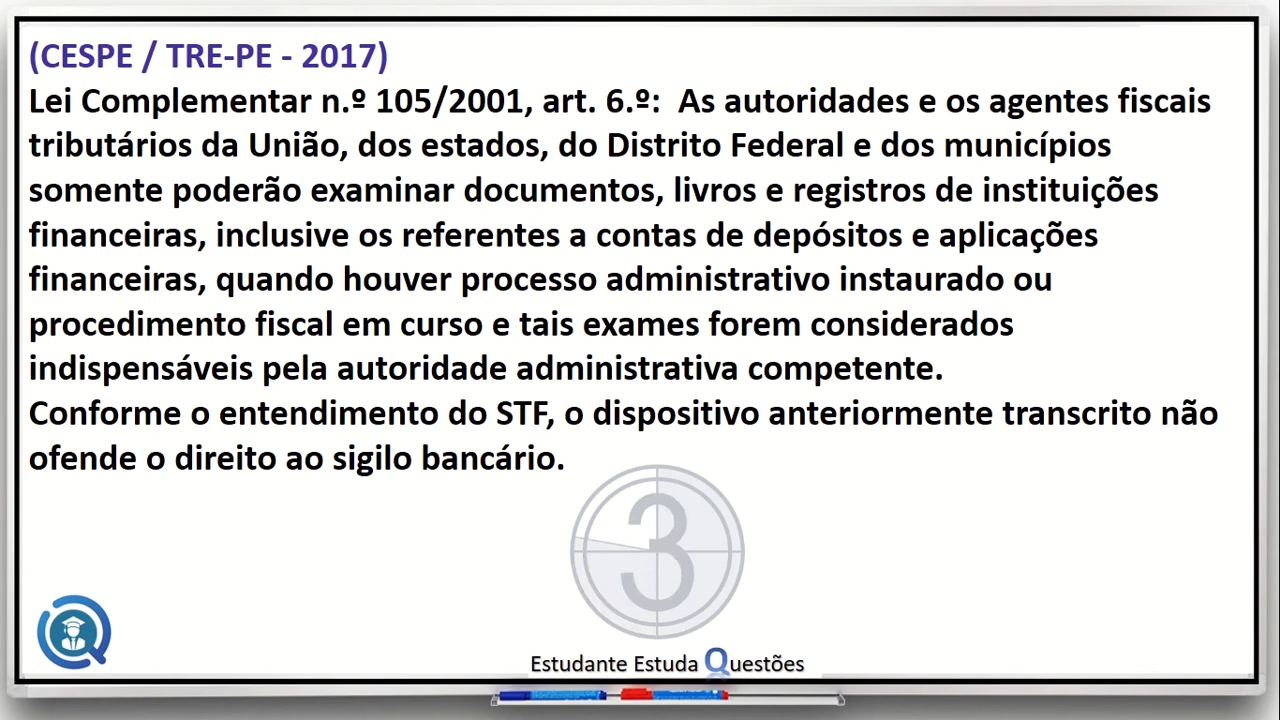 (CESPE / TRE-PE - 2017)
Lei Complementar n.º 105/2001, art. 6.º: As autoridades e os agentes fiscais
tributários da União, dos estados, do Distrito Federal e dos municípios
somente poderão examinar documentos, livros e registros de instituições
financeiras, inclusive os referentes a contas de depósitos e aplicações
financeiras, quando houver processo administrativo instaurado ou
procedimento fiscal em curso e tais exames forem considerados
indispensáveis pela autoridade administrativa competente.
Conforme o entendimento do STF, o dispositivo anteriormente transcrito não
ofende o direito ao sigilo bancário.
3
Estudante Estuda Questões